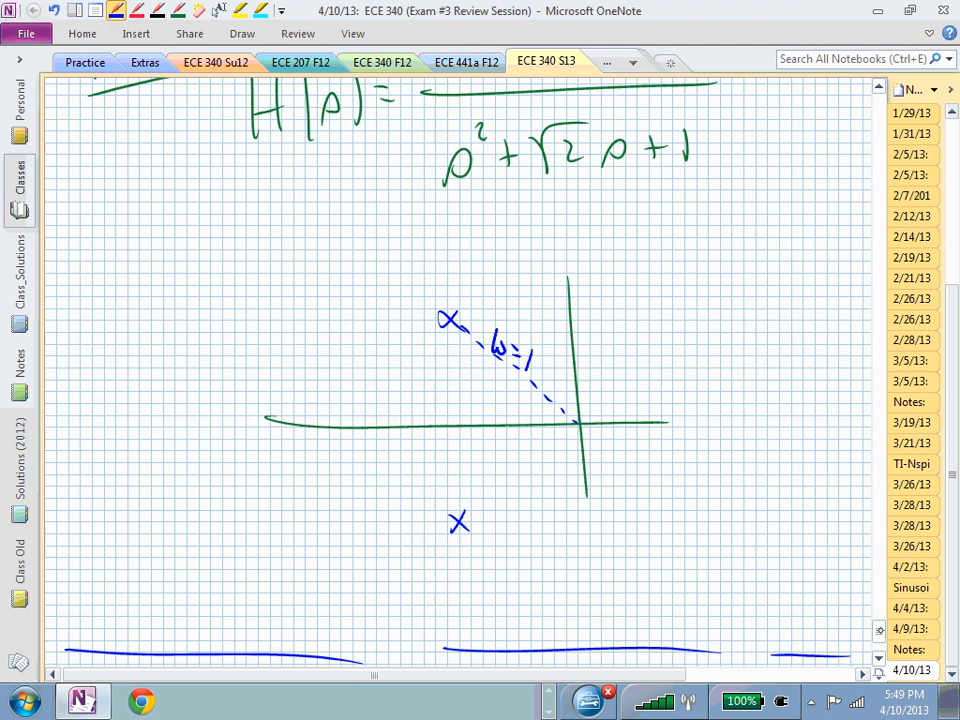 4/10/13: ECE 340 (Exam #3 Review Session) - Microsoft OneNote
File Home Insert Share Draw Review View
Practice Extras ECE 340 Su12 ECE 207 F12 ECE 340 F12 ECE 441a F12 ECE 340 S13 ...
Search All Notebooks (Ctrl+E)
Personal
Classes
Class_Solutions
Notes
Solutions (2012)
Class Old
H(s) =
s² + √2 s + 1
x
ω=1
x
N...
1/29/13
1/31/13
2/5/13:
2/5/13:
2/7/201
2/12/13
2/14/13
2/19/13
2/21/13
2/26/13
2/26/13
2/28/13
3/5/13:
3/5/13:
Notes:
3/19/13
3/21/13
TI-Nspi
3/26/13
3/28/13
3/28/13
3/26/13
4/2/13:
Sinusoi
4/4/13:
4/9/13:
Notes:
4/10/13
100%
5:49 PM
4/10/2013